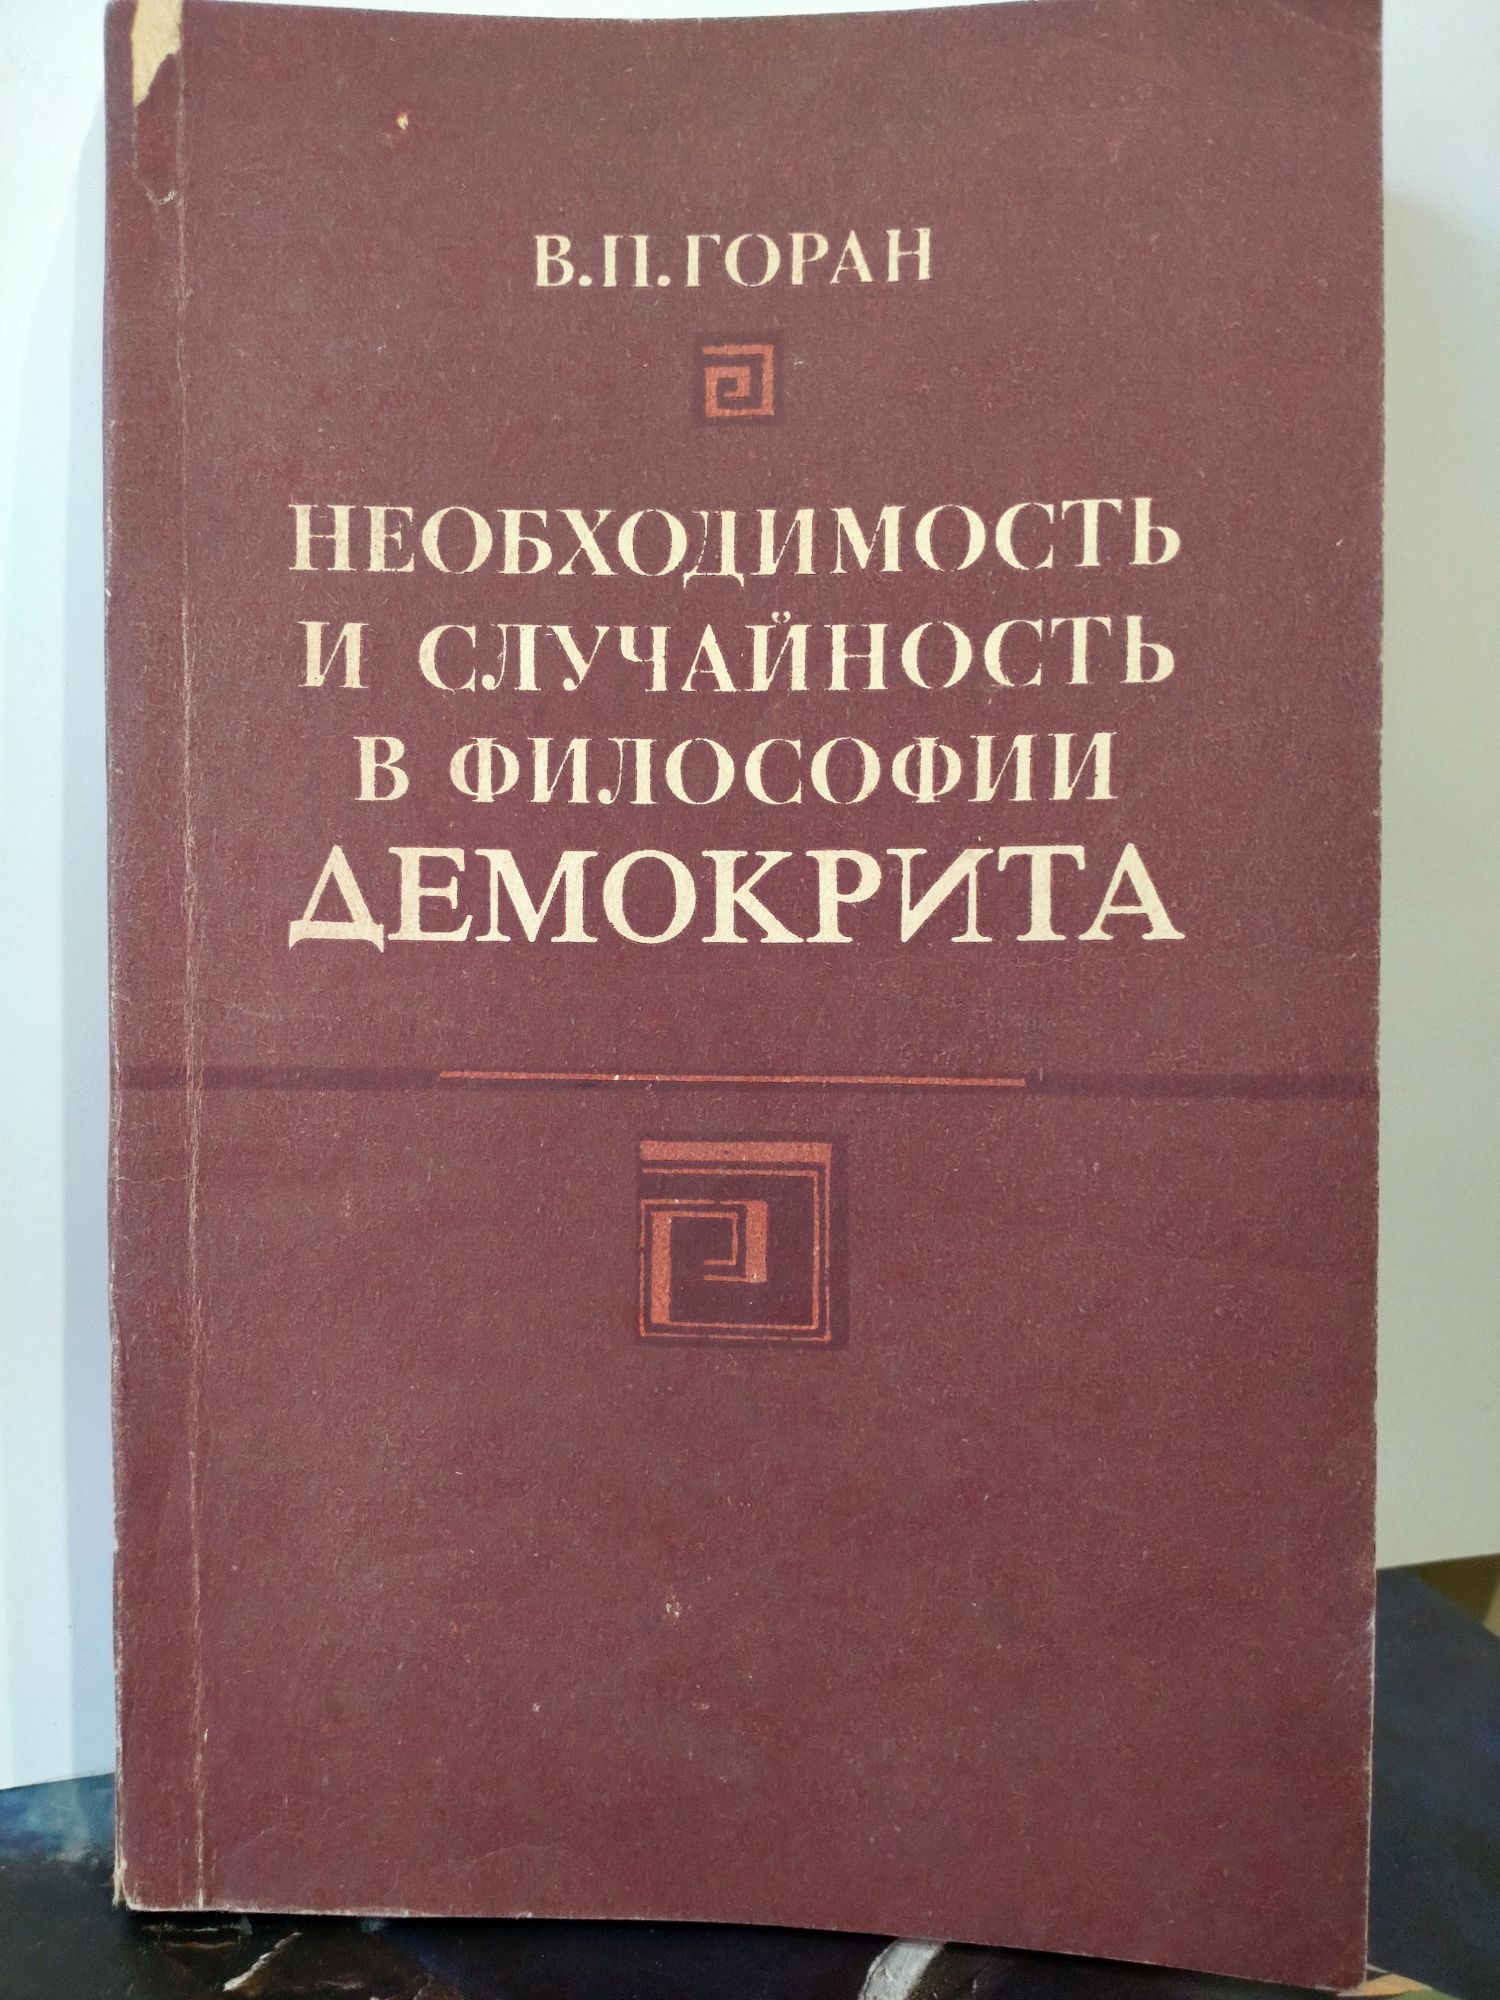 В.П.ГОРАН
НЕОБХОДИМОСТЬ
И СЛУЧАЙНОСТЬ
В ФИЛОСОФИИ
ДЕМОКРИТА